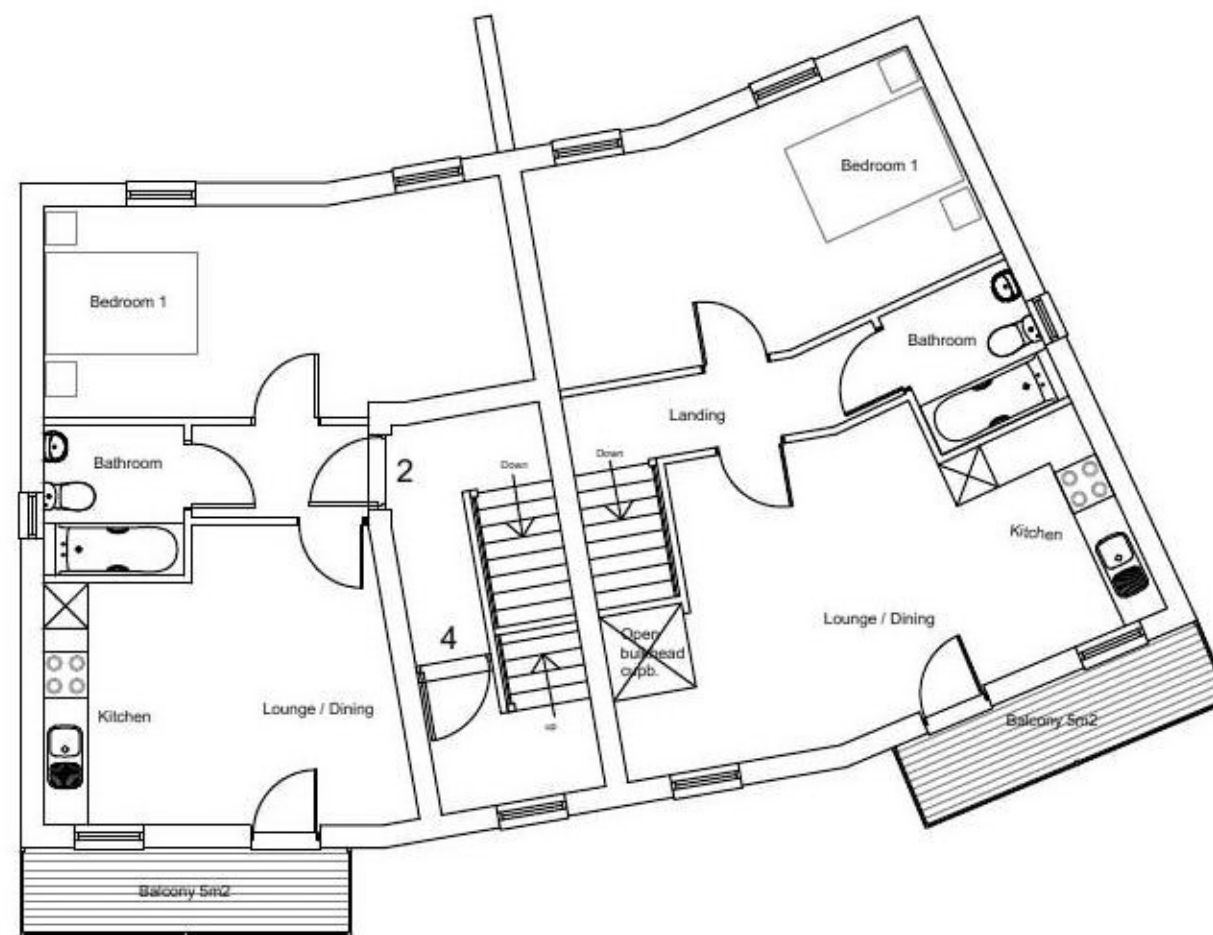 Bedroom 1
Bedroom 1
Bathroom
Landing
Bathroom
2
Down
Down
Kitchen
4
Open
bulkhead
cupb.
Lounge / Dining
Kitchen
Lounge / Dining
Balcony 5m2
Balcony 5m2